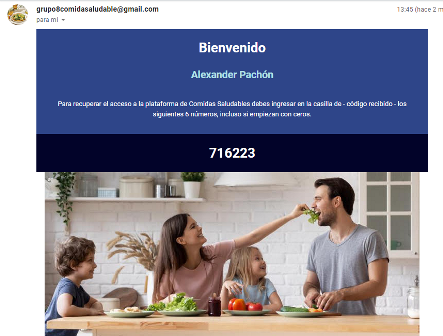 grupo8comidasaludable@gmail.com
13:45 (hace 2 m
para mí
Bienvenido
Alexander Pachón
Para recuperar el acceso a la plataforma de Comidas Saludables debes ingresar en la casilla de - código recibido - los
siguientes 6 números, incluso si empiezan con ceros.
716223